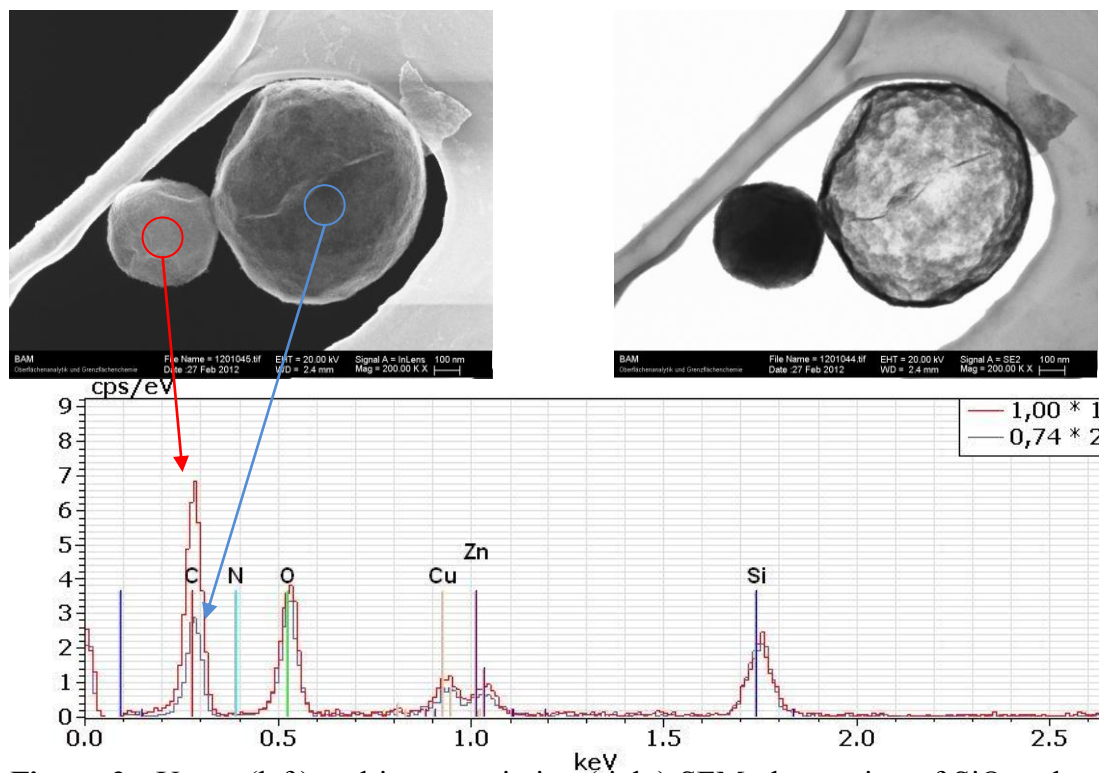 BAM
Oberflächenanalytik und Grenzflächenchemie
File Name = 1201045.tif
Date :27 Feb 2012
EHT = 20.00 kV
WD = 2.4 mm
Signal A = InLens
Mag = 200.00 K X
100 nm
BAM
Oberflächenanalytik und Grenzflächenchemie
File Name = 1201044.tif
Date :27 Feb 2012
EHT = 20.00 kV
WD = 2.4 mm
Signal A = SE2
Mag = 200.00 K X
100 nm
cps/eV
1,00 * 1
0,74 * 2
9
8
7
6
5
4
3
2
1
0
C
N
O
Cu
Zn
Si
0.0
0.5
1.0
1.5
2.0
2.5
keV
(left) SEM of SiO